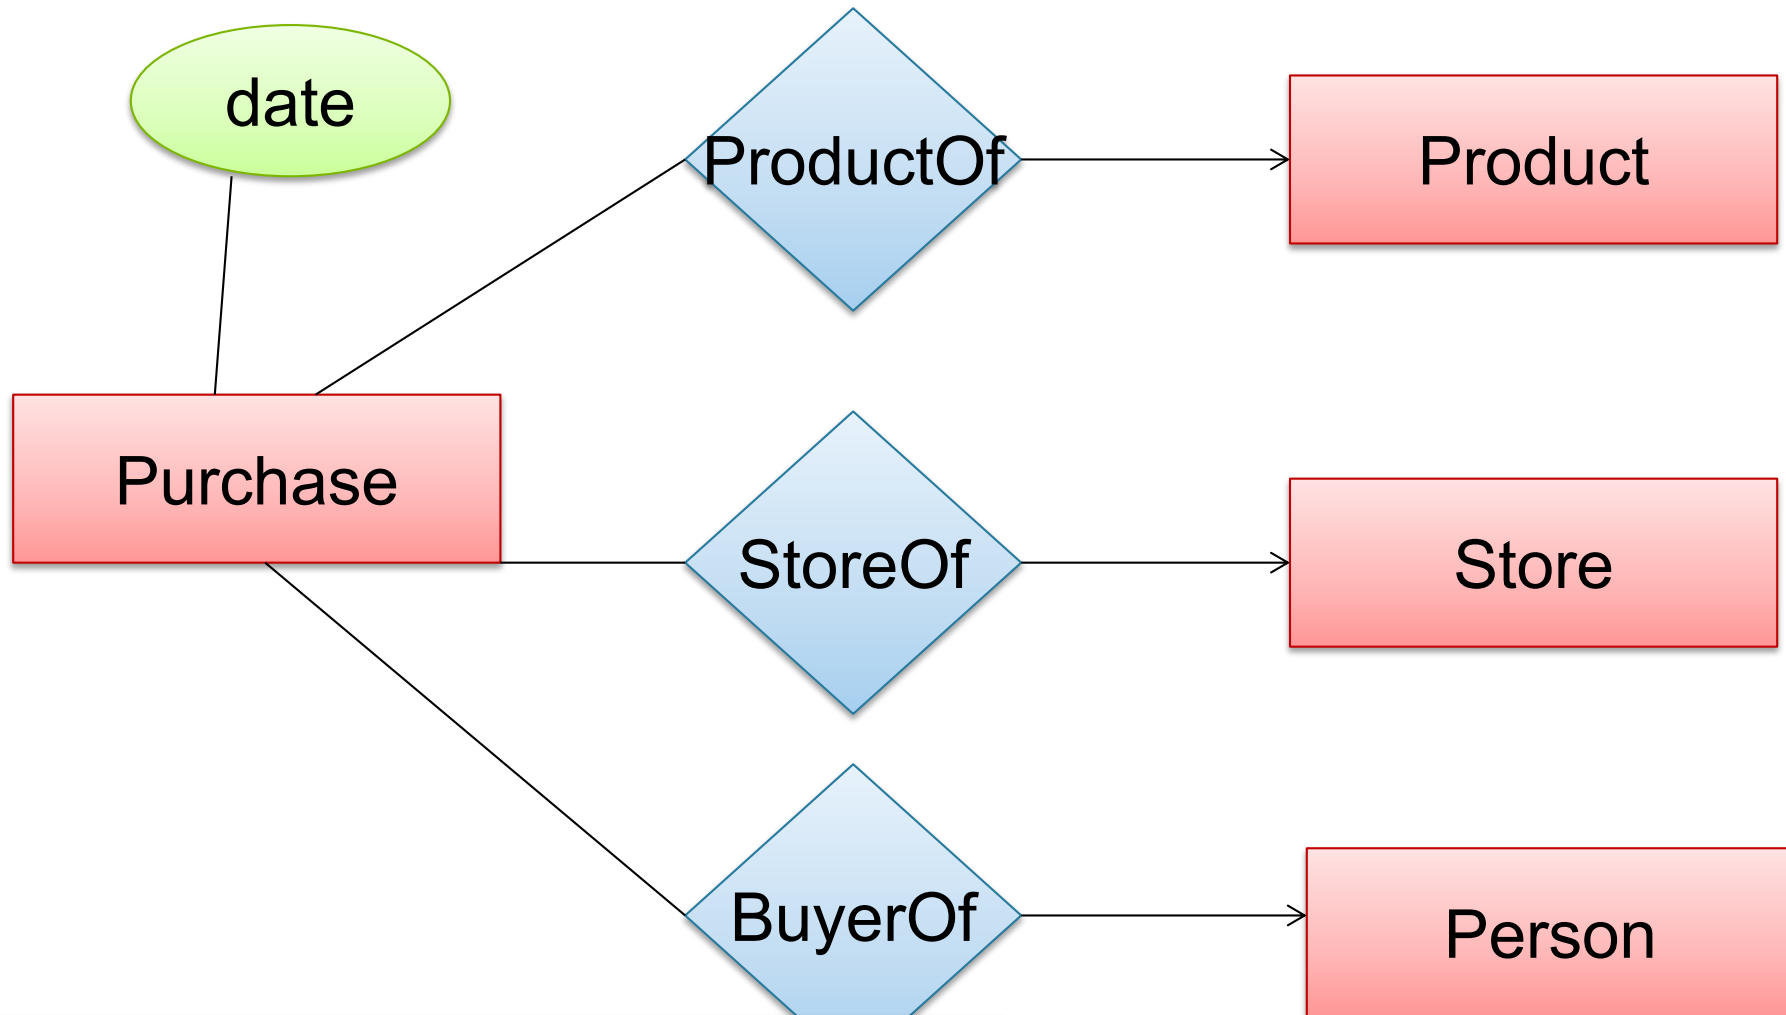 date
ProductOf
Product
Purchase
StoreOf
Store
BuyerOf
Person